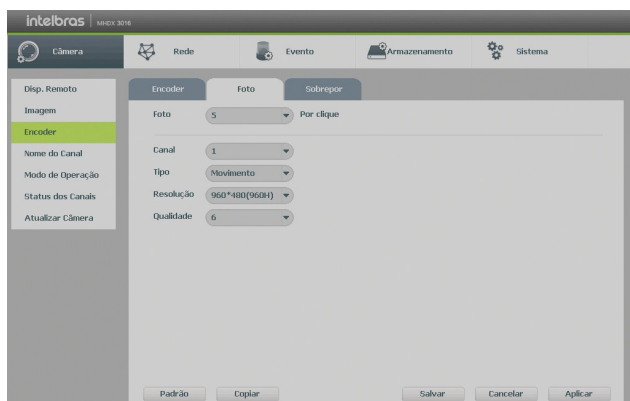 intelbras | MHDX 3016
Câmera Rede Evento Armazenamento Sistema
Disp. Remoto
Imagem
Encoder
Nome do Canal
Modo de Operação
Status dos Canais
Atualizar Câmera
Encoder Foto Sobrepor
Foto 5 Por clique
Canal 1
Tipo Movimento
Resolução 960*480(960H)
Qualidade 6
Padrão Copiar Salvar Cancelar Aplicar